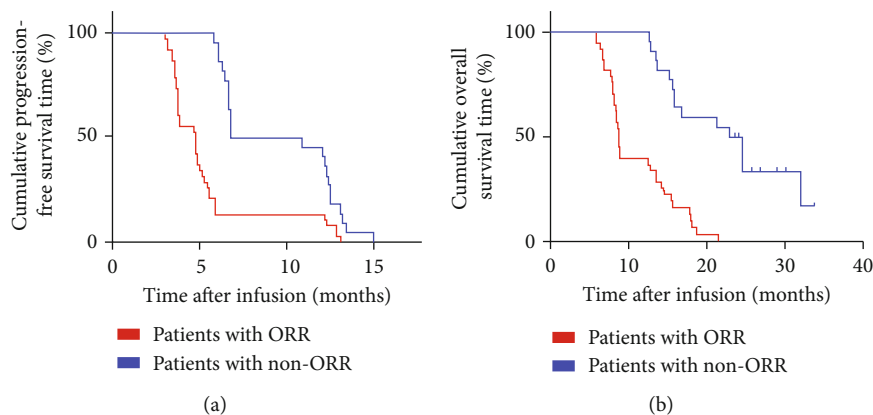 Cumulative progression-
free survival time (%)
100
50
0
0 5 10 15
Time after infusion (months)
Patients with ORR
Patients with non-ORR
(a)
Cumulative overall
survival time (%)
100
50
0
0 10 20 30 40
Time after infusion (months)
Patients with ORR
Patients with non-ORR
(b)